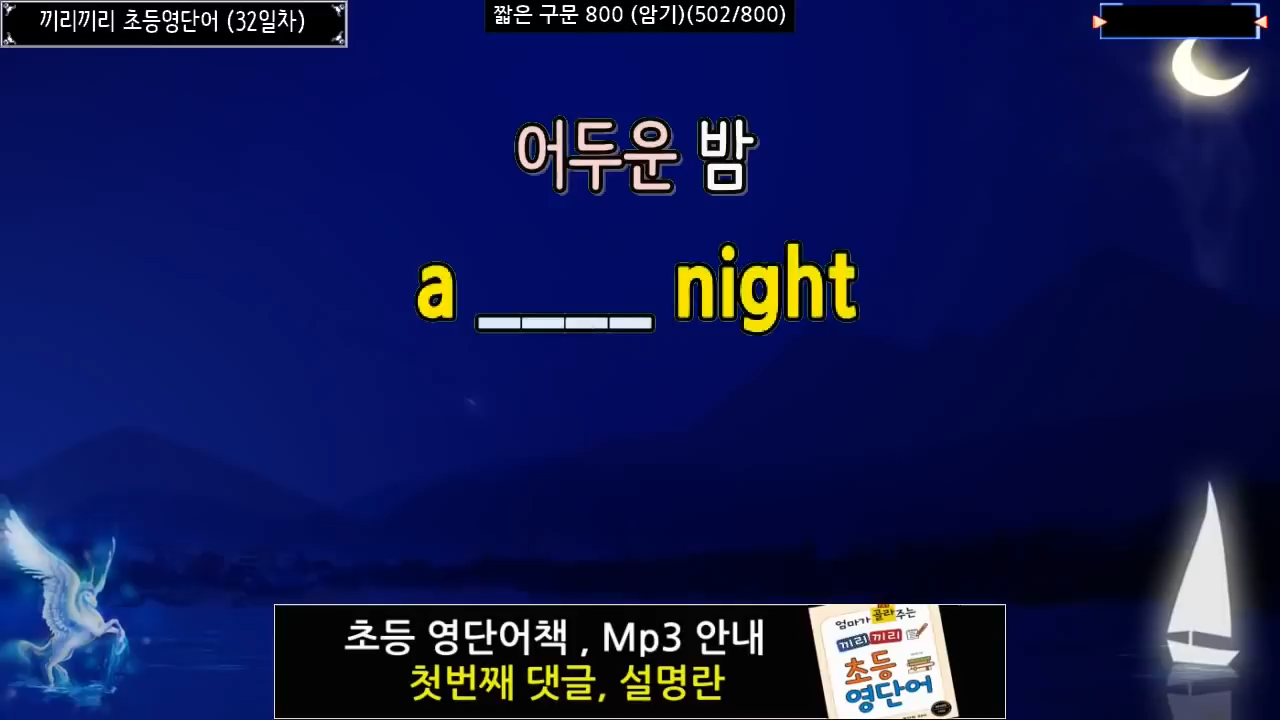 끼리끼리 초등영단어 (32일차)
짧은 구문 800 (암기)(502/800)
어두운 밤
a ____ night
초등 영단어책 , Mp3 안내
첫번째 댓글, 설명란
엄마가 골라주는
끼리끼리
초등
영단어